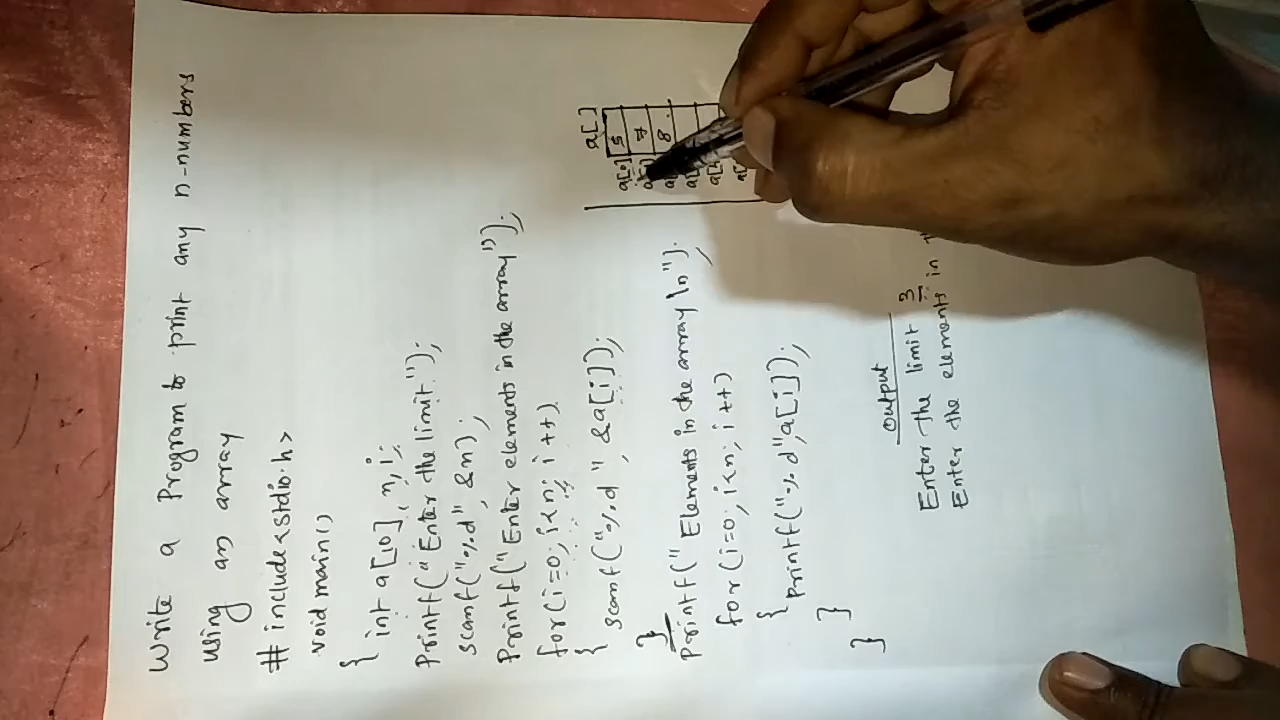 Write a Program to print any n-numbers
using an array
# include<stdio.h>
void main()
{ int a[10], n, i;
Printf("Enter the limit");
scanf("%d", &n);
Printf("Enter elements in the array");
for(i=0; i<n; i++)
{
scanf("%d", &a[i]);
}
Printf("Elements in the array \n");
for(i=0; i<n; i++)
{
Printf("%d", a[i]);
}
}
a[ ]
a[0] 5
7
8
output
Enter the limit 3
Enter the elements in